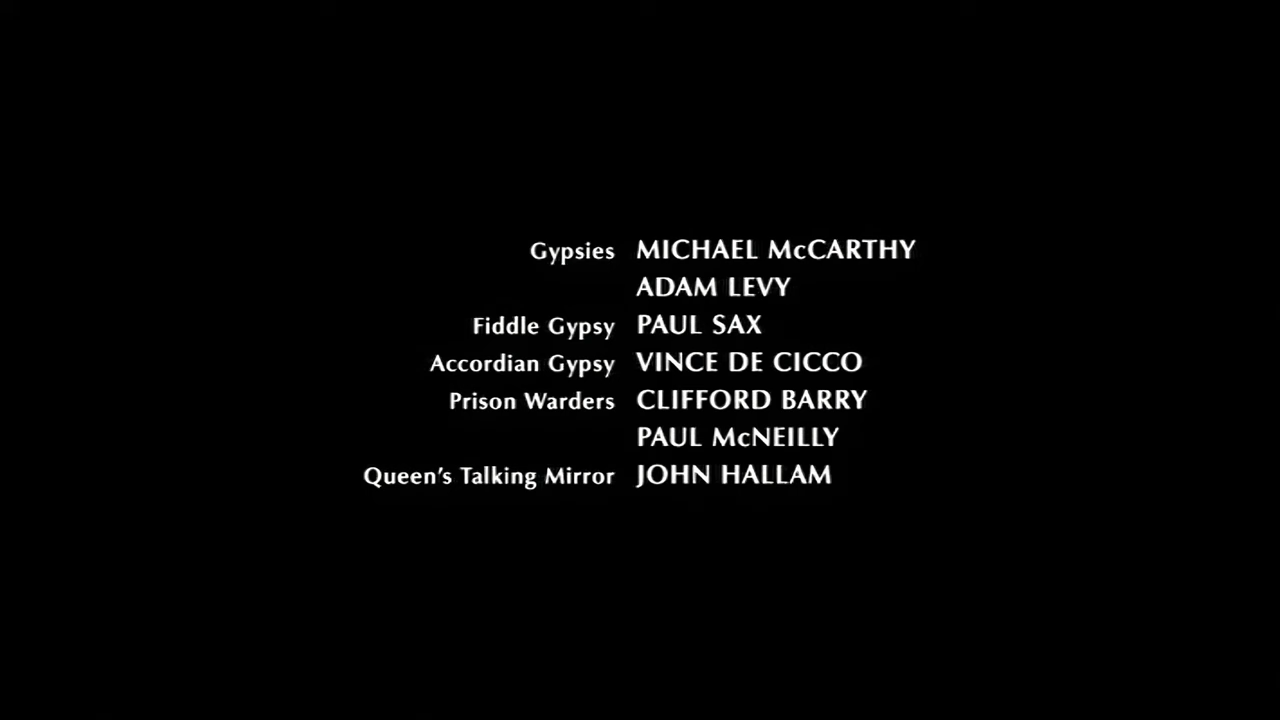 Gypsies MICHAEL McCARTHY
ADAM LEVY
Fiddle Gypsy PAUL SAX
Accordian Gypsy VINCE DE CICCO
Prison Warders CLIFFORD BARRY
PAUL McNEILLY
Queen's Talking Mirror JOHN HALLAM